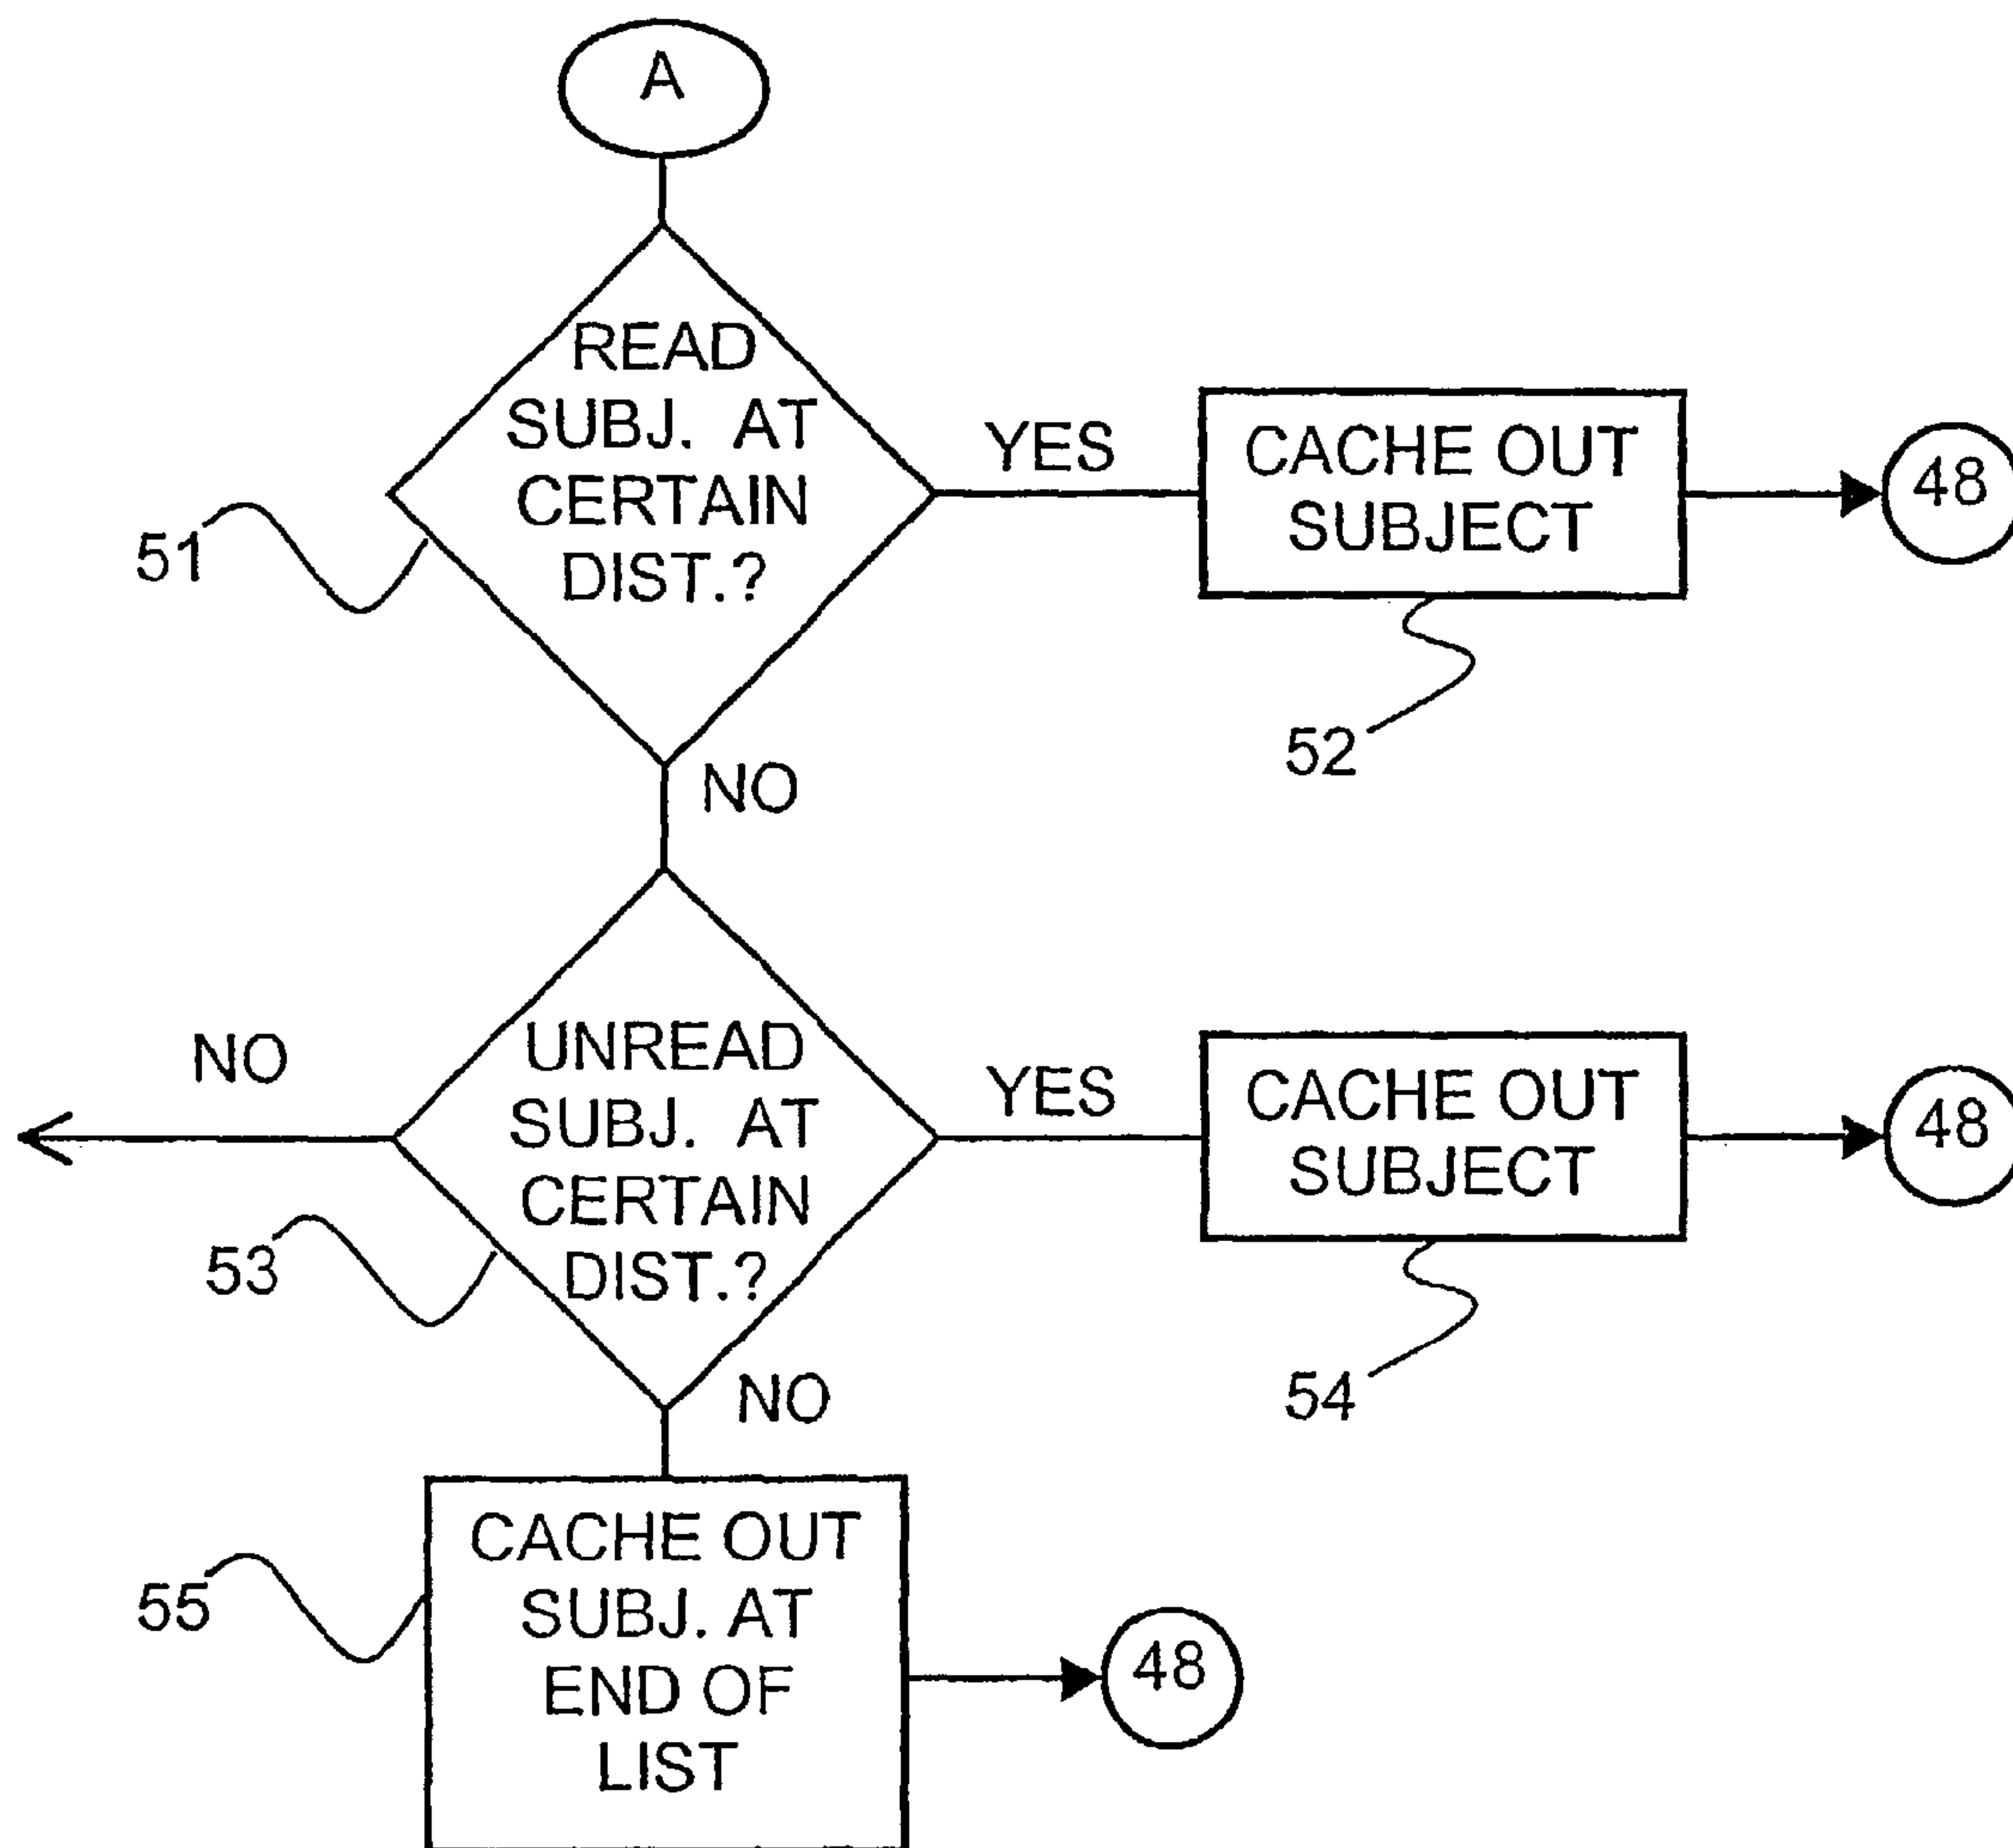 A
READ
SUBJ. AT
CERTAIN
DIST.?
YES
CACHE OUT
SUBJECT
48
51
52
NO
UNREAD
SUBJ. AT
CERTAIN
DIST.?
NO
YES
CACHE OUT
SUBJECT
48
53
54
NO
CACHE OUT
SUBJ. AT
END OF
LIST
55
48